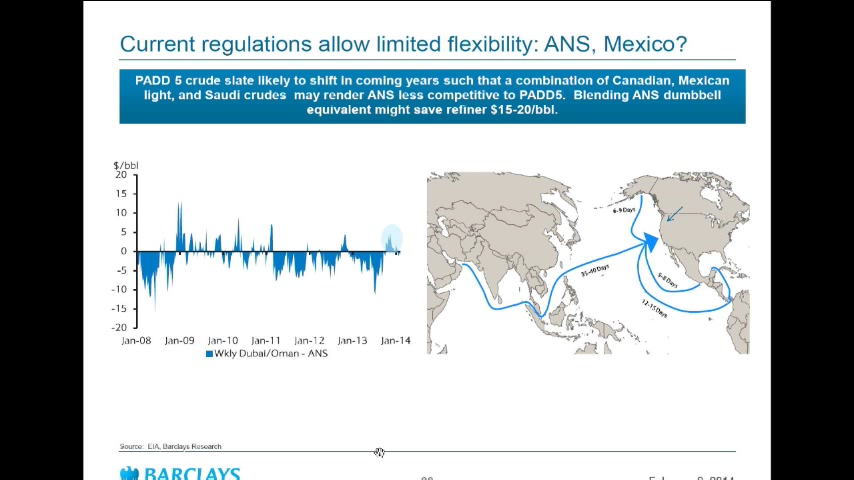 Current regulations allow limited flexibility: ANS, Mexico?
PADD 5 crude slate likely to shift in coming years such that a combination of Canadian, Mexican
light, and Saudi crudes may render ANS less competitive to PADD5. Blending ANS dumbbell
equivalent might save refiner $15-20/bbl.
$/bbl
20
15
10
5
0
-5
-10
-15
-20
Jan-08 Jan-09 Jan-10 Jan-11 Jan-12 Jan-13 Jan-14
Wkly Dubai/Oman - ANS
6-9 Days
35-40 Days
5-8 Days
12-15 Days
Source: EIA, Barclays Research
BARCLAYS